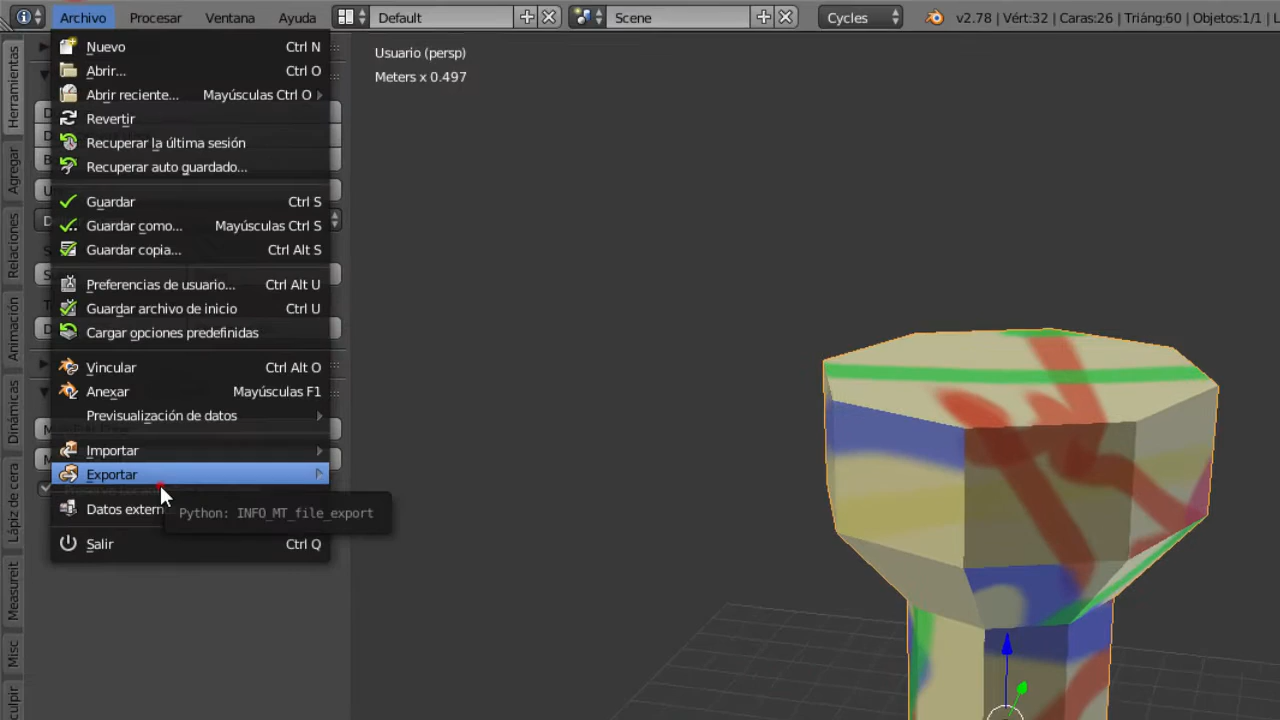 Archivo Procesar Ventana Ayuda Default Scene Cycles v2.78 | Vért:32 | Caras:26 | Triáng:60 | Objetos:1/1 | L
Usuario (persp)
Meters x 0.497
Nuevo Ctrl N
Abrir... Ctrl O
Abrir reciente... Mayúsculas Ctrl O
Revertir
Recuperar la última sesión
Recuperar auto guardado...
Guardar Ctrl S
Guardar como... Mayúsculas Ctrl S
Guardar copia... Ctrl Alt S
Preferencias de usuario... Ctrl Alt U
Guardar archivo de inicio Ctrl U
Cargar opciones predefinidas
Vincular Ctrl Alt O
Anexar Mayúsculas F1
Previsualización de datos
Importar
Exportar
Datos extern
Python: INFO_MT_file_export
Salir Ctrl Q
Herramientas
Agregar
Relaciones
Animación
Dinámicas
Lápiz de cera
Measureit
Misc
culpir